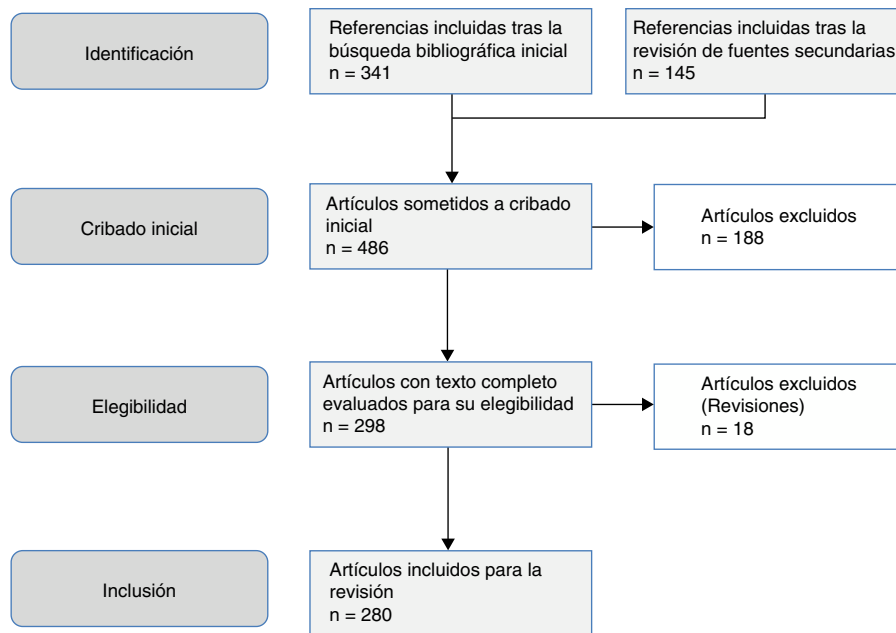 Identificación
Referencias incluidas tras la
búsqueda bibliográfica inicial
n = 341
Referencias incluidas tras la
revisión de fuentes secundarias
n = 145
Cribado inicial
Artículos sometidos a cribado
inicial
n = 486
Artículos excluidos
n = 188
Elegibilidad
Artículos con texto completo
evaluados para su elegibilidad
n = 298
Artículos excluidos
(Revisiones)
n = 18
Inclusión
Artículos incluidos para la
revisión
n = 280